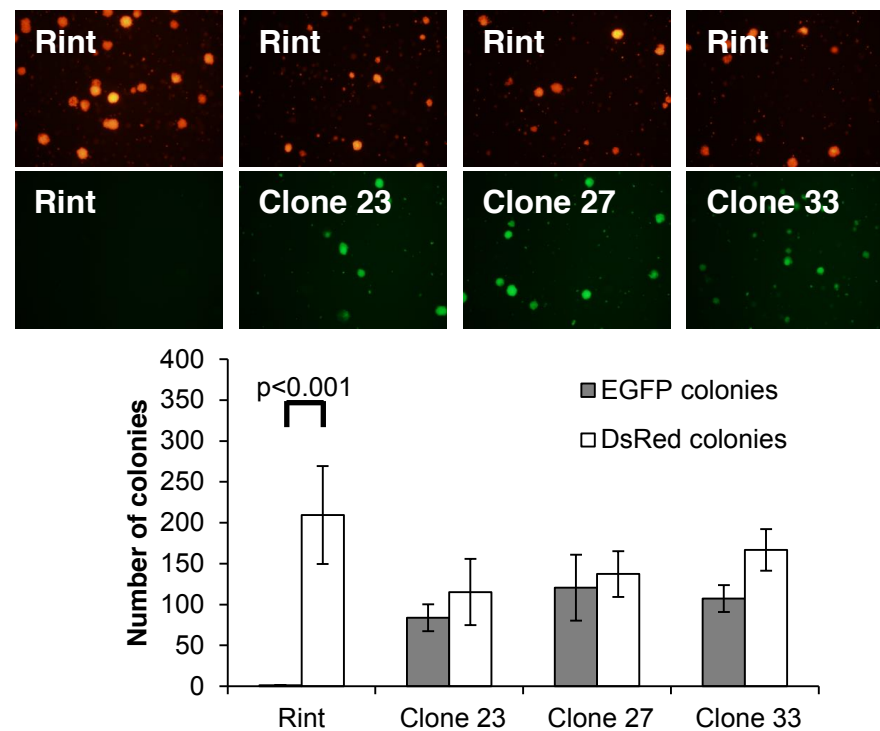 Rint Rint Rint Rint
Rint Clone 23 Clone 27 Clone 33
400
350
300
250
200
150
100
50
0
Number of colonies
p<0.001
EGFP colonies
DsRed colonies
Rint Clone 23 Clone 27 Clone 33